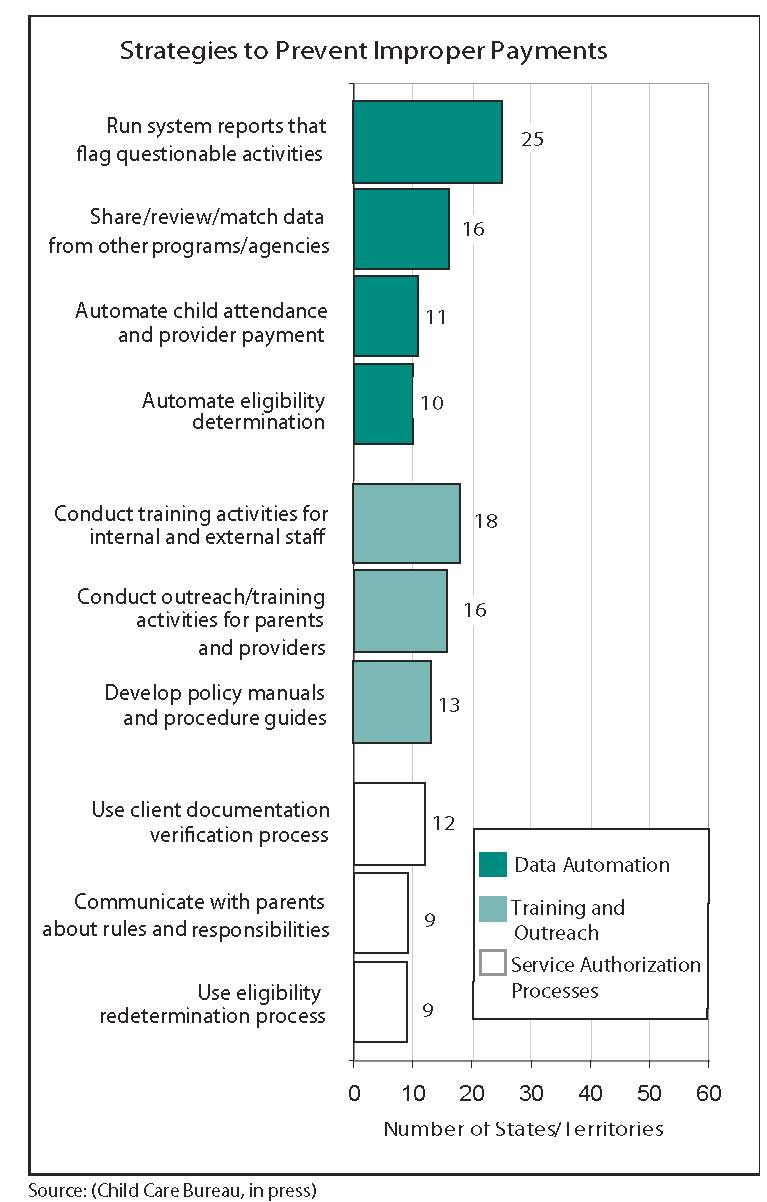 Strategies to Prevent Improper Payments
Run system reports that
flag questionable activities
25
Share/review/match data
from other programs/agencies
16
Automate child attendance
and provider payment
11
Automate eligibility
determination
10
Conduct training activities for
internal and external staff
18
Conduct outreach/training
activities for parents
and providers
16
Develop policy manuals
and procedure guides
13
Use client documentation
verification process
12
Communicate with parents
about rules and responsibilities
9
Use eligibility
redetermination process
9
Data Automation
Training and
Outreach
Service Authorization
Processes
0 10 20 30 40 50 60
Number of States/Territories
Source: (Child Care Bureau, in press)